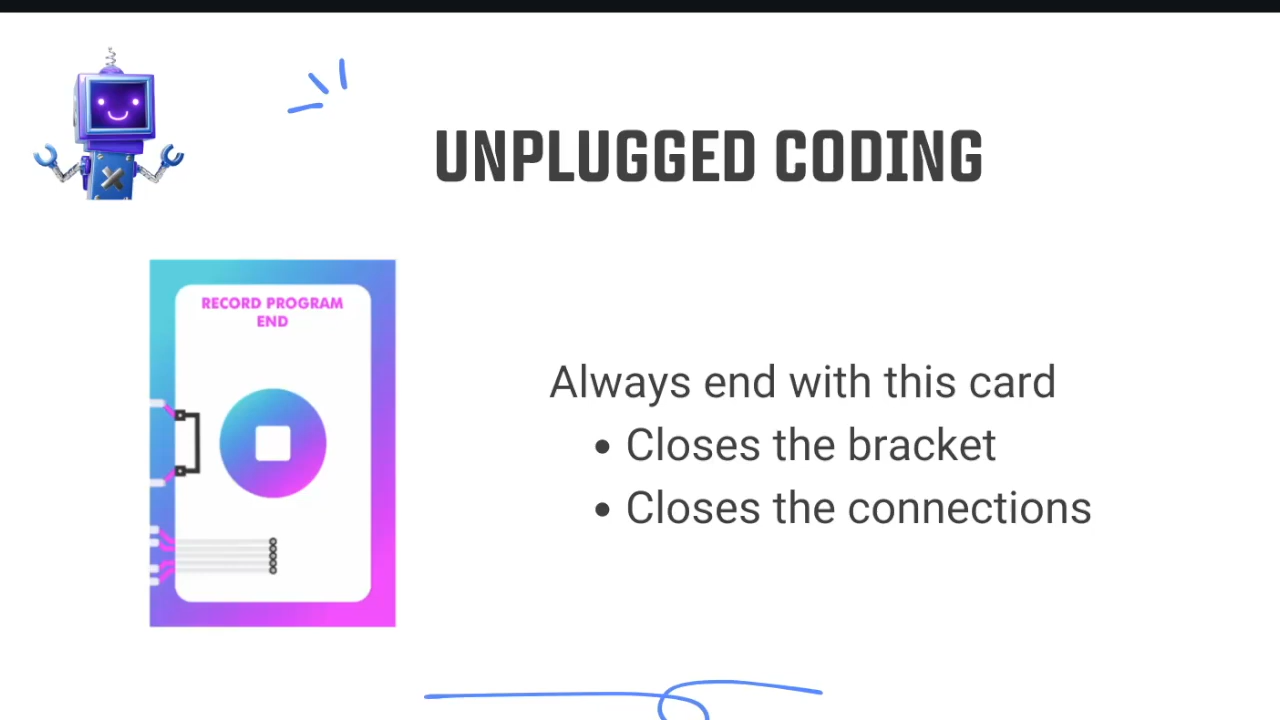 UNPLUGGED CODING
RECORD PROGRAM
END
Always end with this card
• Closes the bracket
• Closes the connections